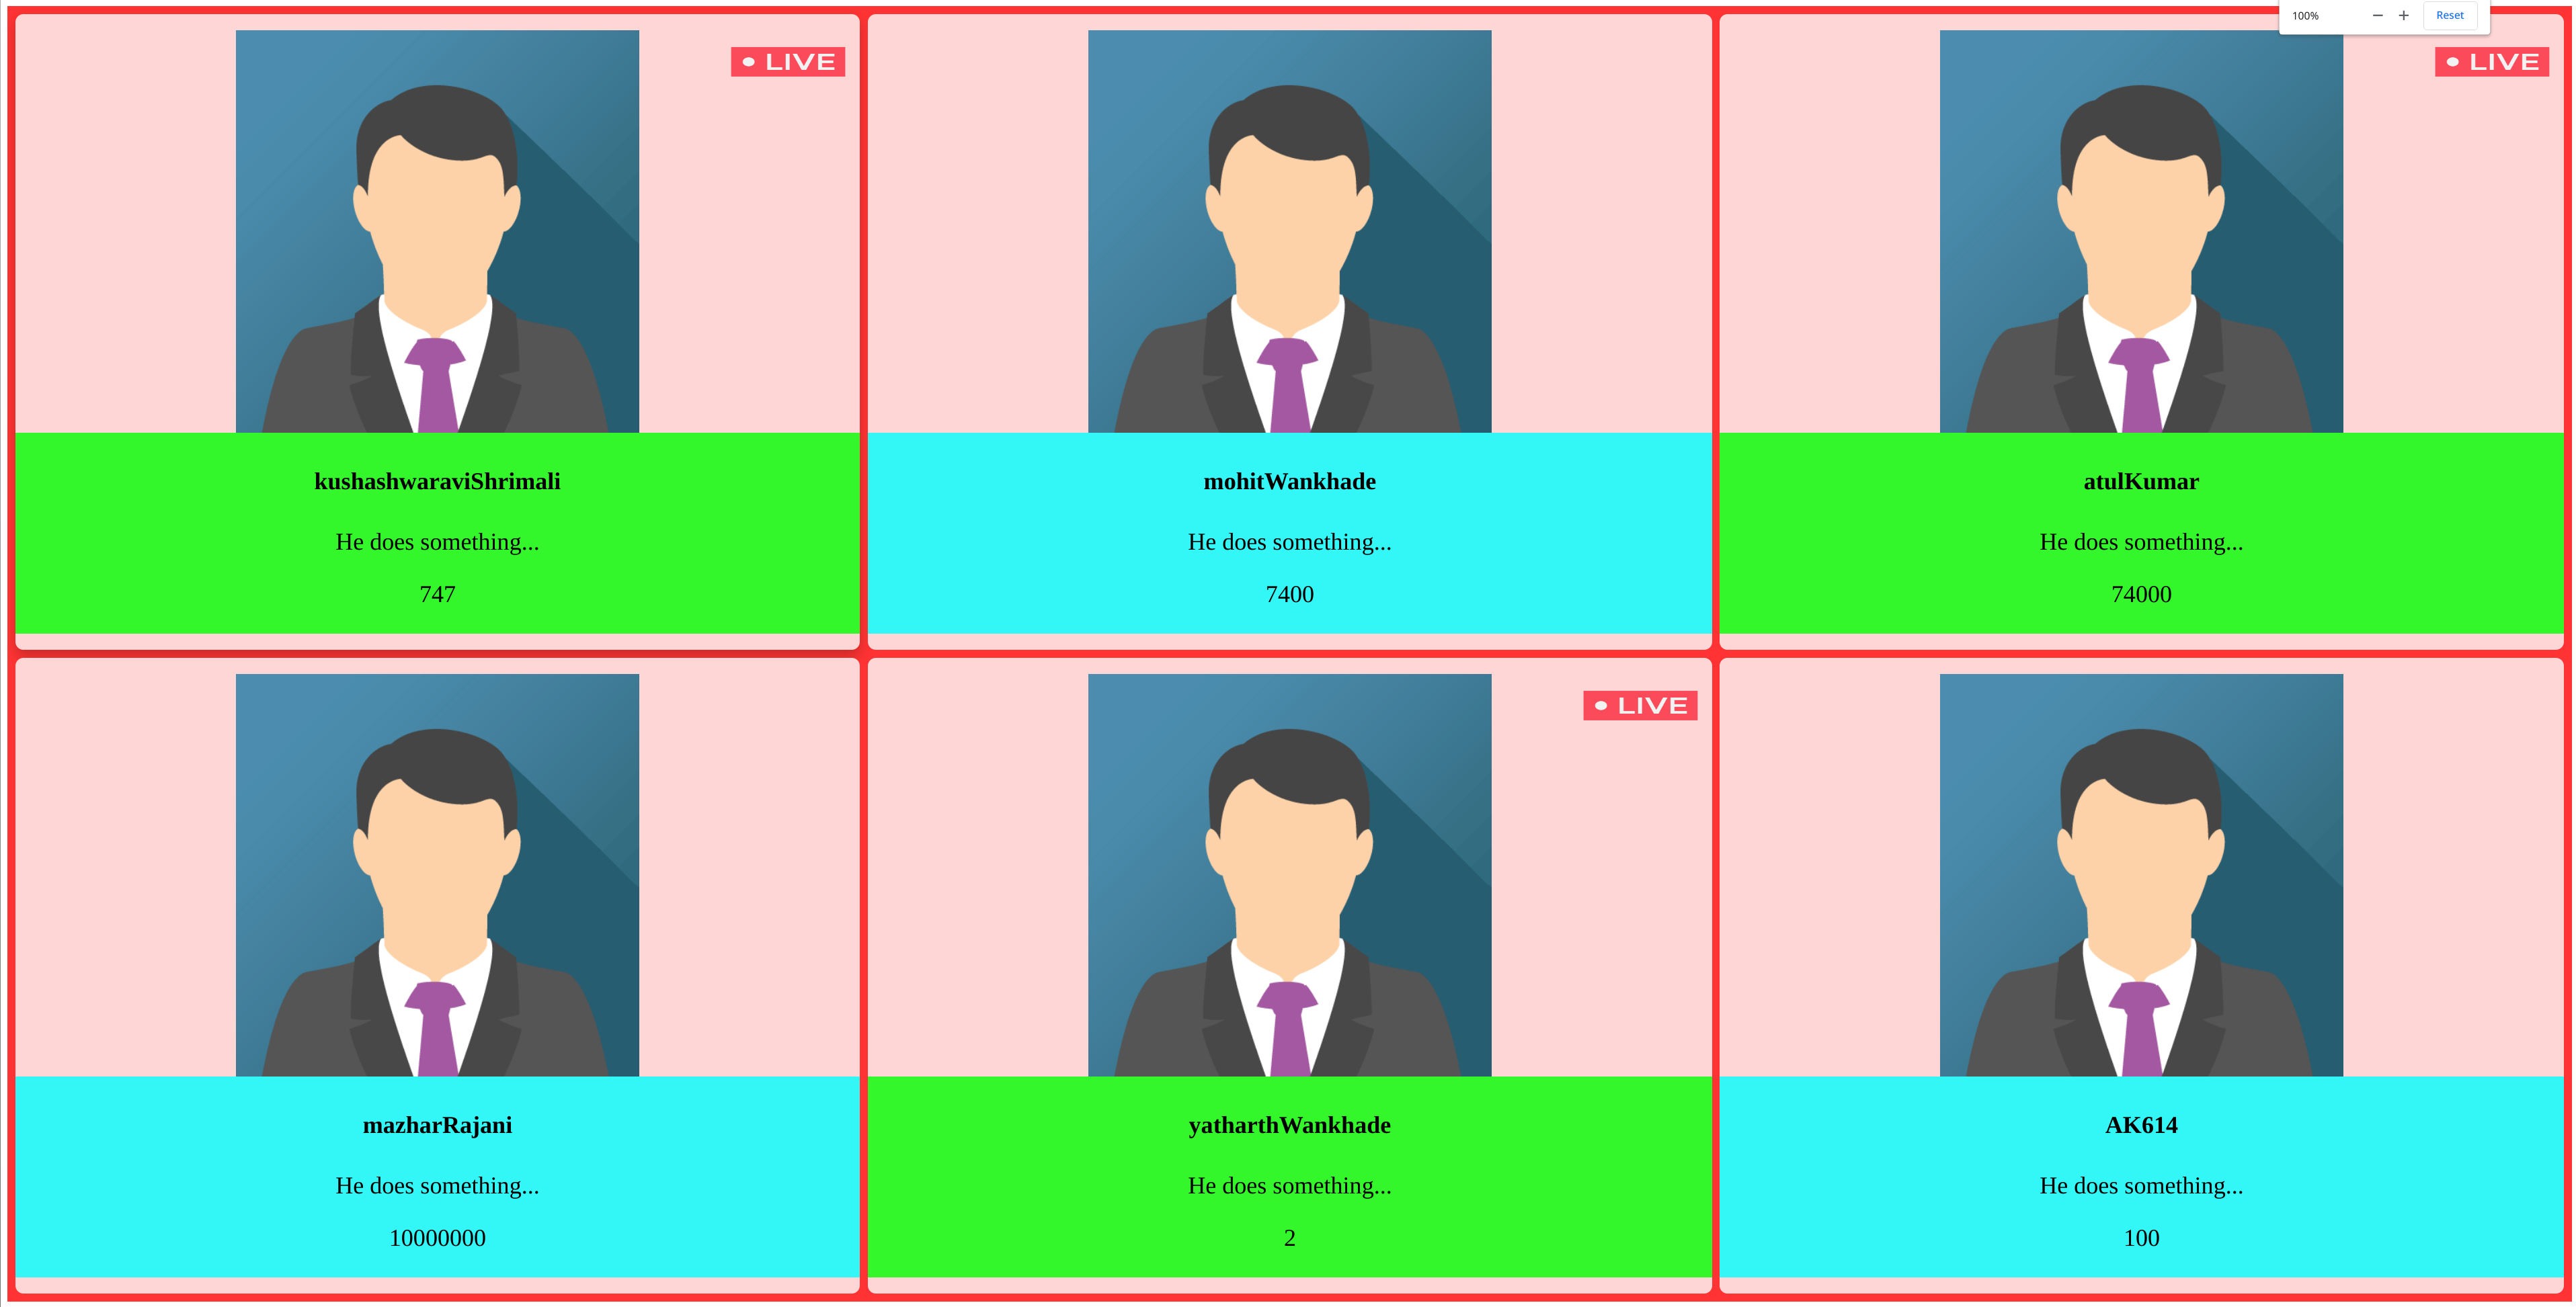 100% − + Reset
LIVE
LIVE
kushashwaraviShrimali
He does something...
747
mohitWankhade
He does something...
7400
atulKumar
He does something...
74000
LIVE
mazharRajani
He does something...
10000000
yatharthWankhade
He does something...
2
AK614
He does something...
100